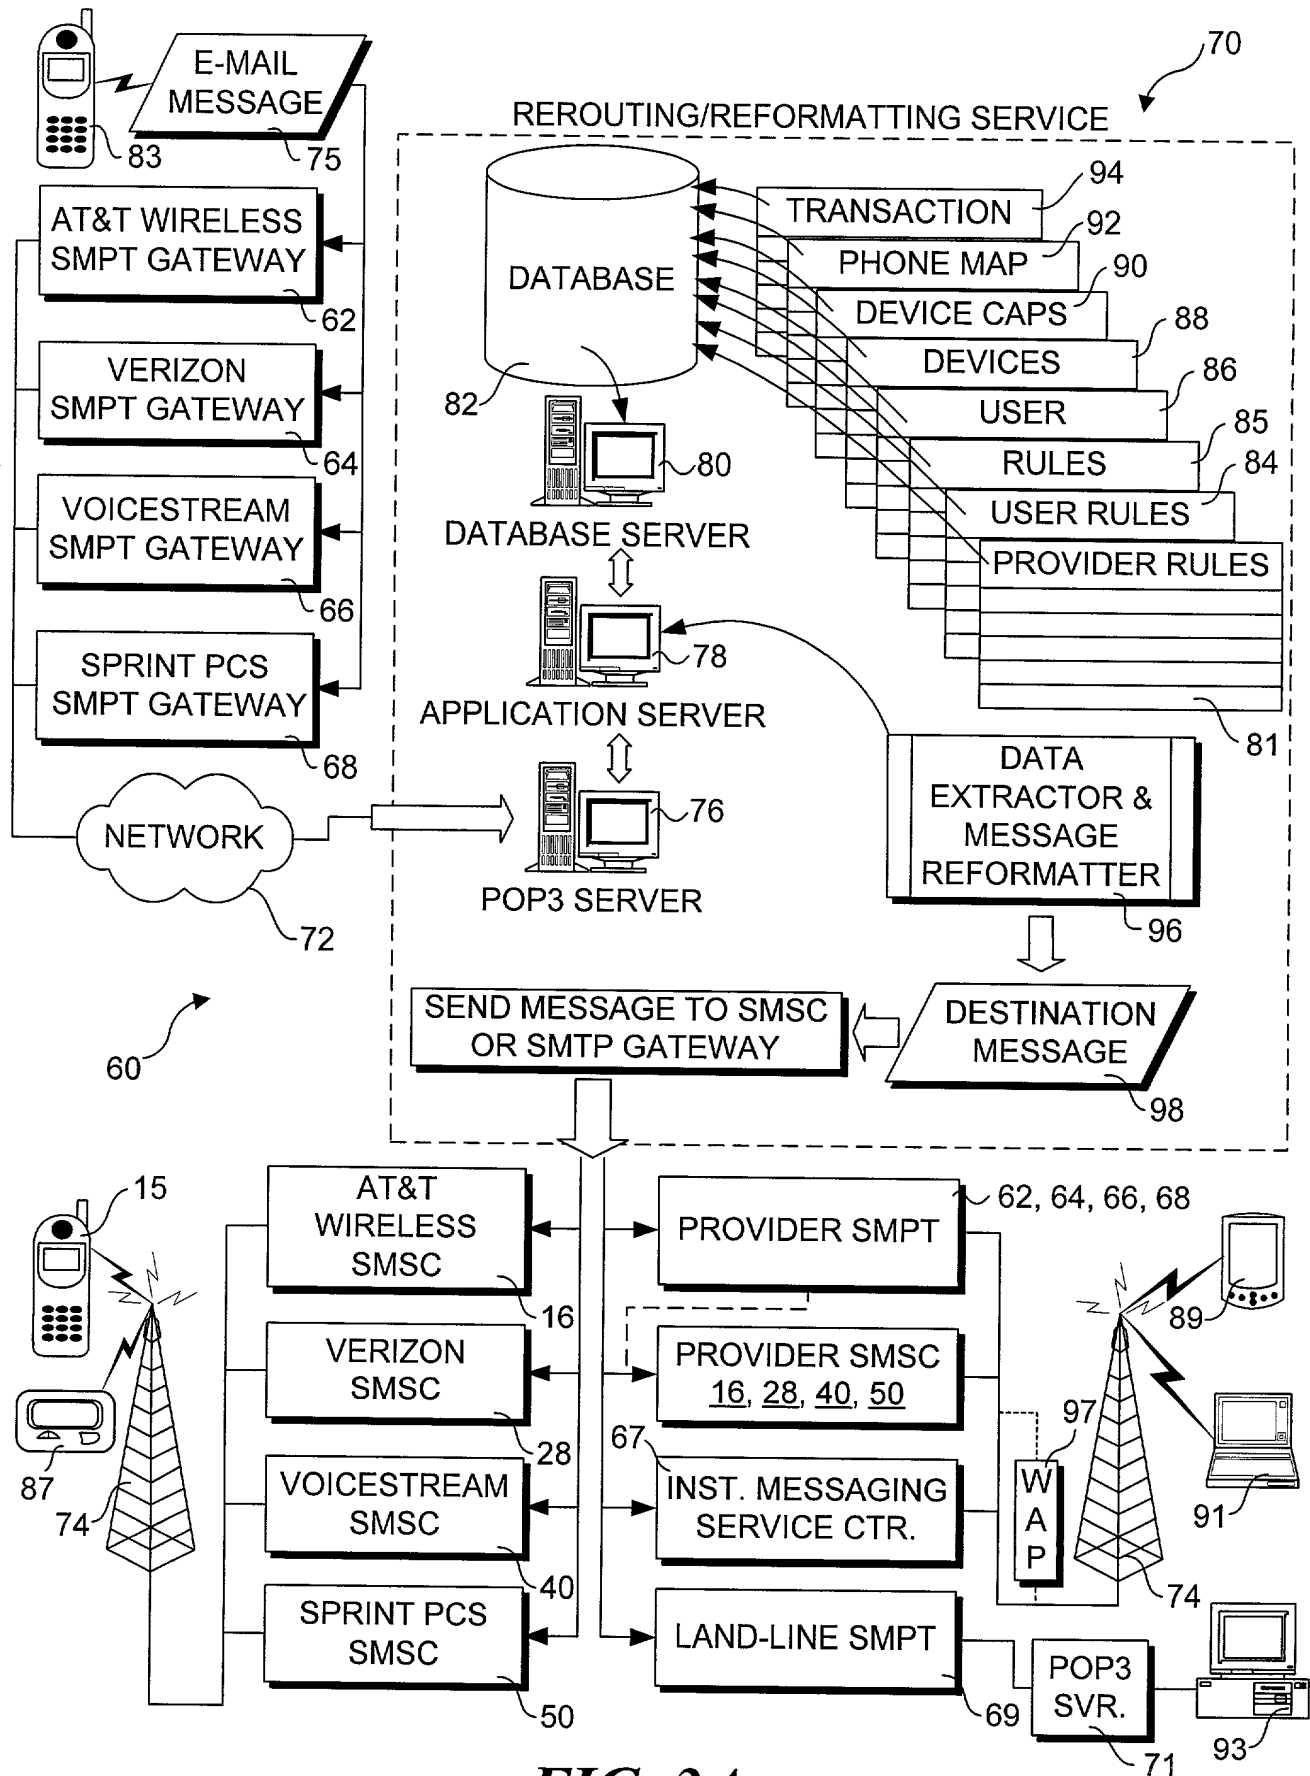 70
E-MAIL
MESSAGE
83
75
REROUTING/REFORMATTING SERVICE
AT&T WIRELESS
SMPT GATEWAY
62
VERIZON
SMPT GATEWAY
64
VOICESTREAM
SMPT GATEWAY
66
SPRINT PCS
SMPT GATEWAY
68
NETWORK
72
60
DATABASE
82
TRANSACTION
94
PHONE MAP
92
DEVICE CAPS
90
DEVICES
88
USER
86
RULES
85
USER RULES
84
PROVIDER RULES
81
80
DATABASE SERVER
78
APPLICATION SERVER
76
POP3 SERVER
DATA
EXTRACTOR &
MESSAGE
REFORMATTER
96
DESTINATION
MESSAGE
98
SEND MESSAGE TO SMSC
OR SMTP GATEWAY
15
87
74
AT&T
WIRELESS
SMSC
16
VERIZON
SMSC
28
VOICESTREAM
SMSC
40
SPRINT PCS
SMSC
50
PROVIDER SMPT
62, 64, 66, 68
PROVIDER SMSC
16, 28, 40, 50
67
INST. MESSAGING
SERVICE CTR.
LAND-LINE SMPT
69
97
W
A
P
74
89
91
POP3
SVR.
71
93